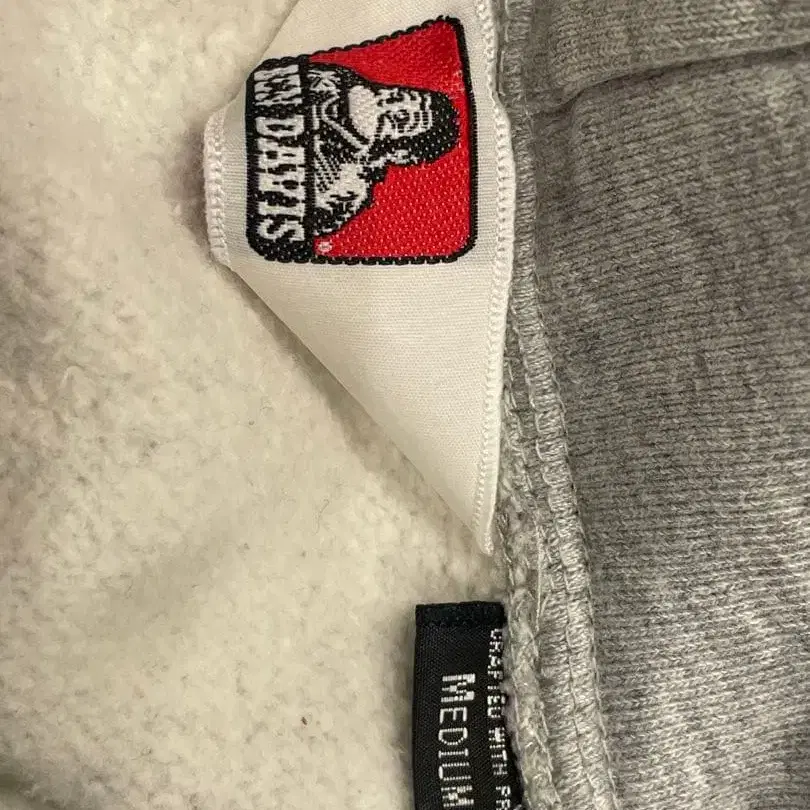 BEN DAVIS
®
CRAFTED WITH PR
MEDIUM